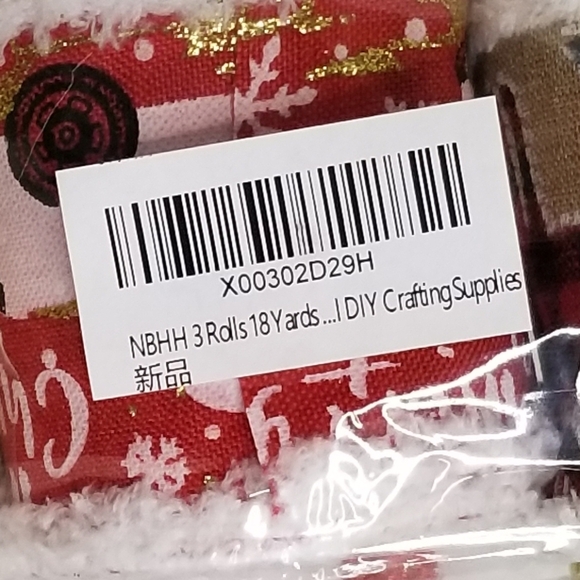 X00302D29H
NBHH 3 Rolls 18 Yards...l DIY Crafting Supplies
新品